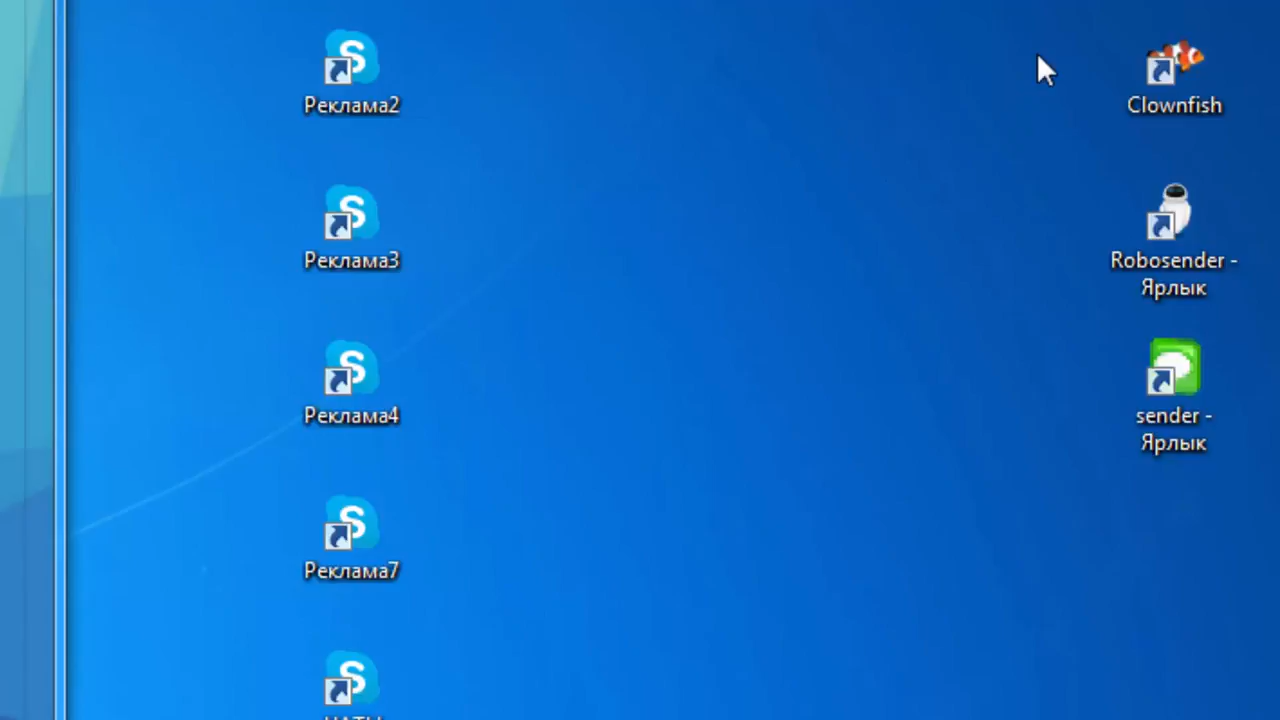 Реклама2
Clownfish
Реклама3
Robosender -
Ярлык
Реклама4
sender -
Ярлык
Реклама7